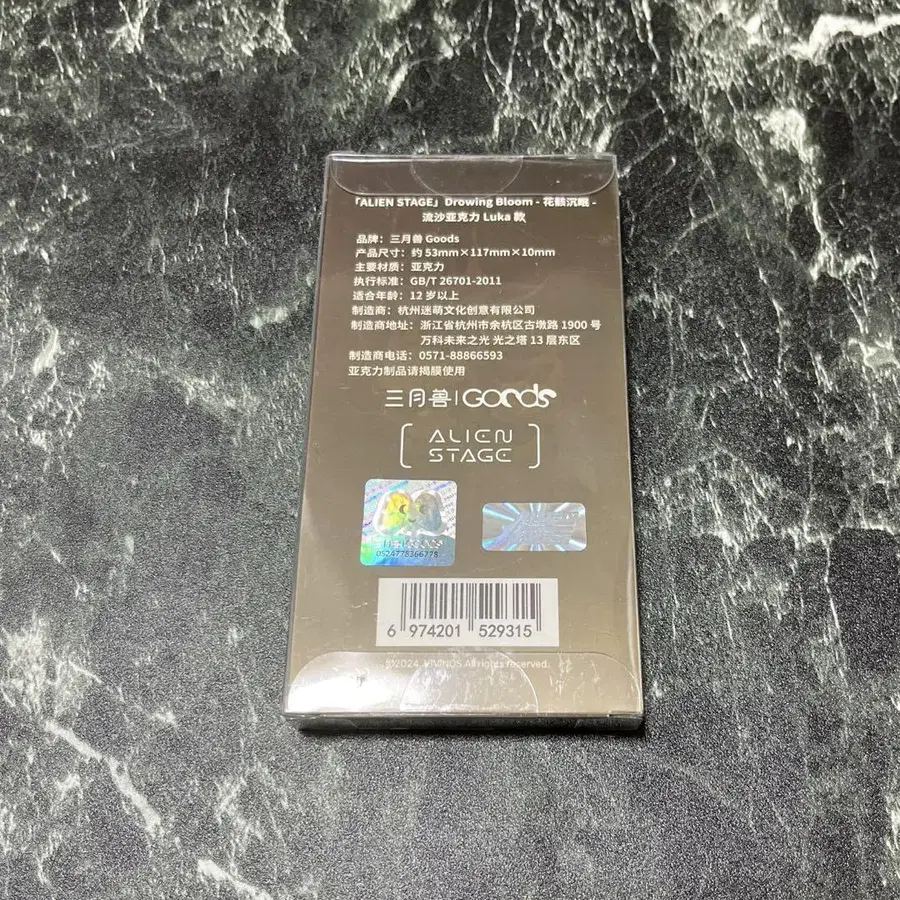 「ALIEN STAGE」Drowing Bloom - 花骸沉眠 -
流沙亚克力 Luka 款
品牌：三月兽 Goods
产品尺寸：约 53mm×117mm×10mm
主要材质：亚克力
执行标准：GB/T 26701-2011
适合年龄：12 岁以上
制造商：杭州迷萌文化创意有限公司
制造商地址：浙江省杭州市余杭区古墩路 1900 号
万科未来之光 光之塔 13 层东区
制造商电话：0571-88866593
亚克力制品请揭膜使用
三月兽|Goods
[ ALIEN
STAGE ]
三月兽|Goods
0524778366778
6 974201 529315
©2024. VIVINOS All rights reserved.